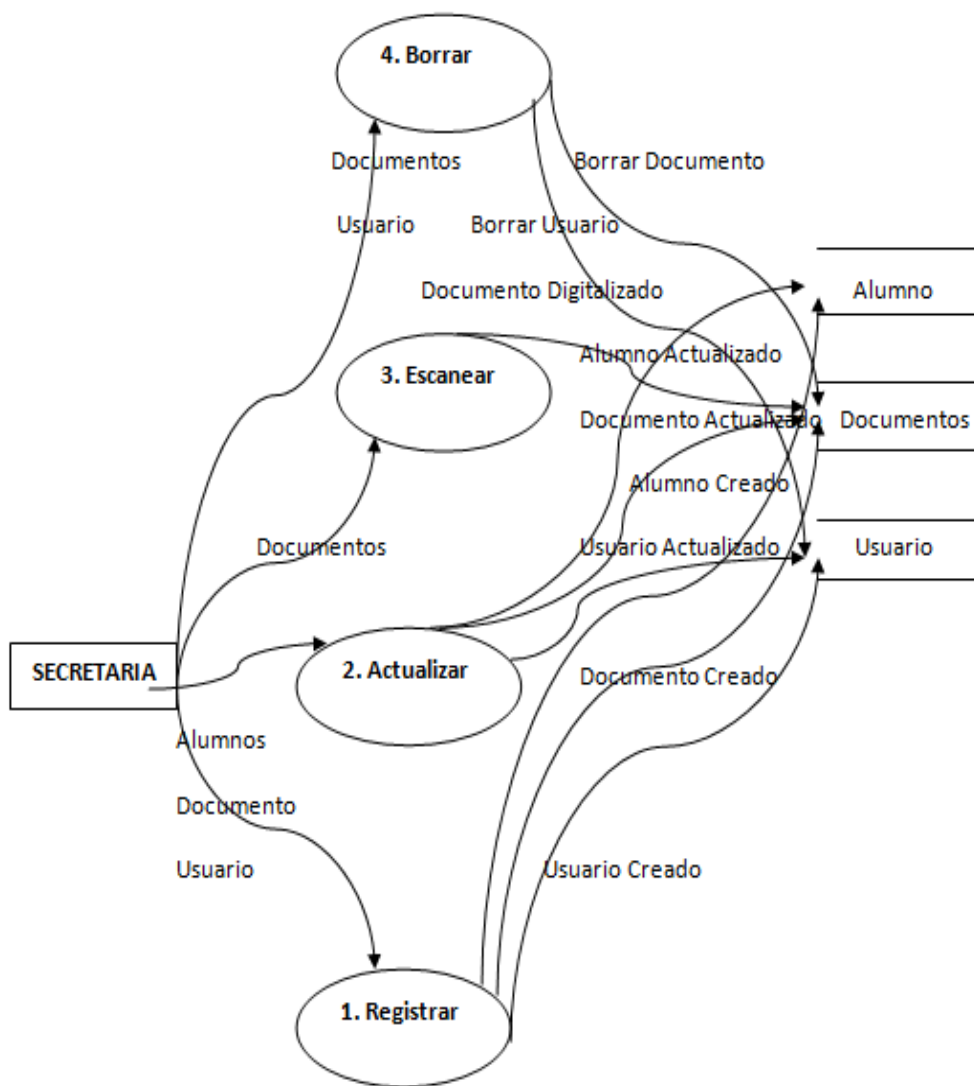 4. Borrar
Documentos
Borrar Documento
Usuario
Borrar Usuario
Documento Digitalizado
Alumno
Alumno Actualizado
3. Escanear
Documento Actualizado
Documentos
Alumno Creado
Documentos
Usuario Actualizado
Usuario
SECRETARIA
2. Actualizar
Documento Creado
Alumnos
Documento
Usuario
Usuario Creado
1. Registrar